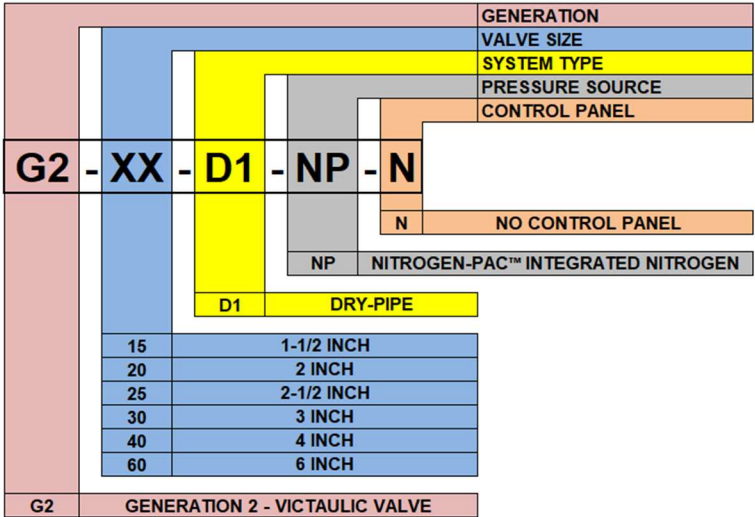 GENERATION
VALVE SIZE
SYSTEM TYPE
PRESSURE SOURCE
CONTROL PANEL
G2 - XX - D1 - NP - N
N NO CONTROL PANEL
NP NITROGEN-PAC™ INTEGRATED NITROGEN
D1 DRY-PIPE
15 1-1/2 INCH
20 2 INCH
25 2-1/2 INCH
30 3 INCH
40 4 INCH
60 6 INCH
G2 GENERATION 2 - VICTAULIC VALVE